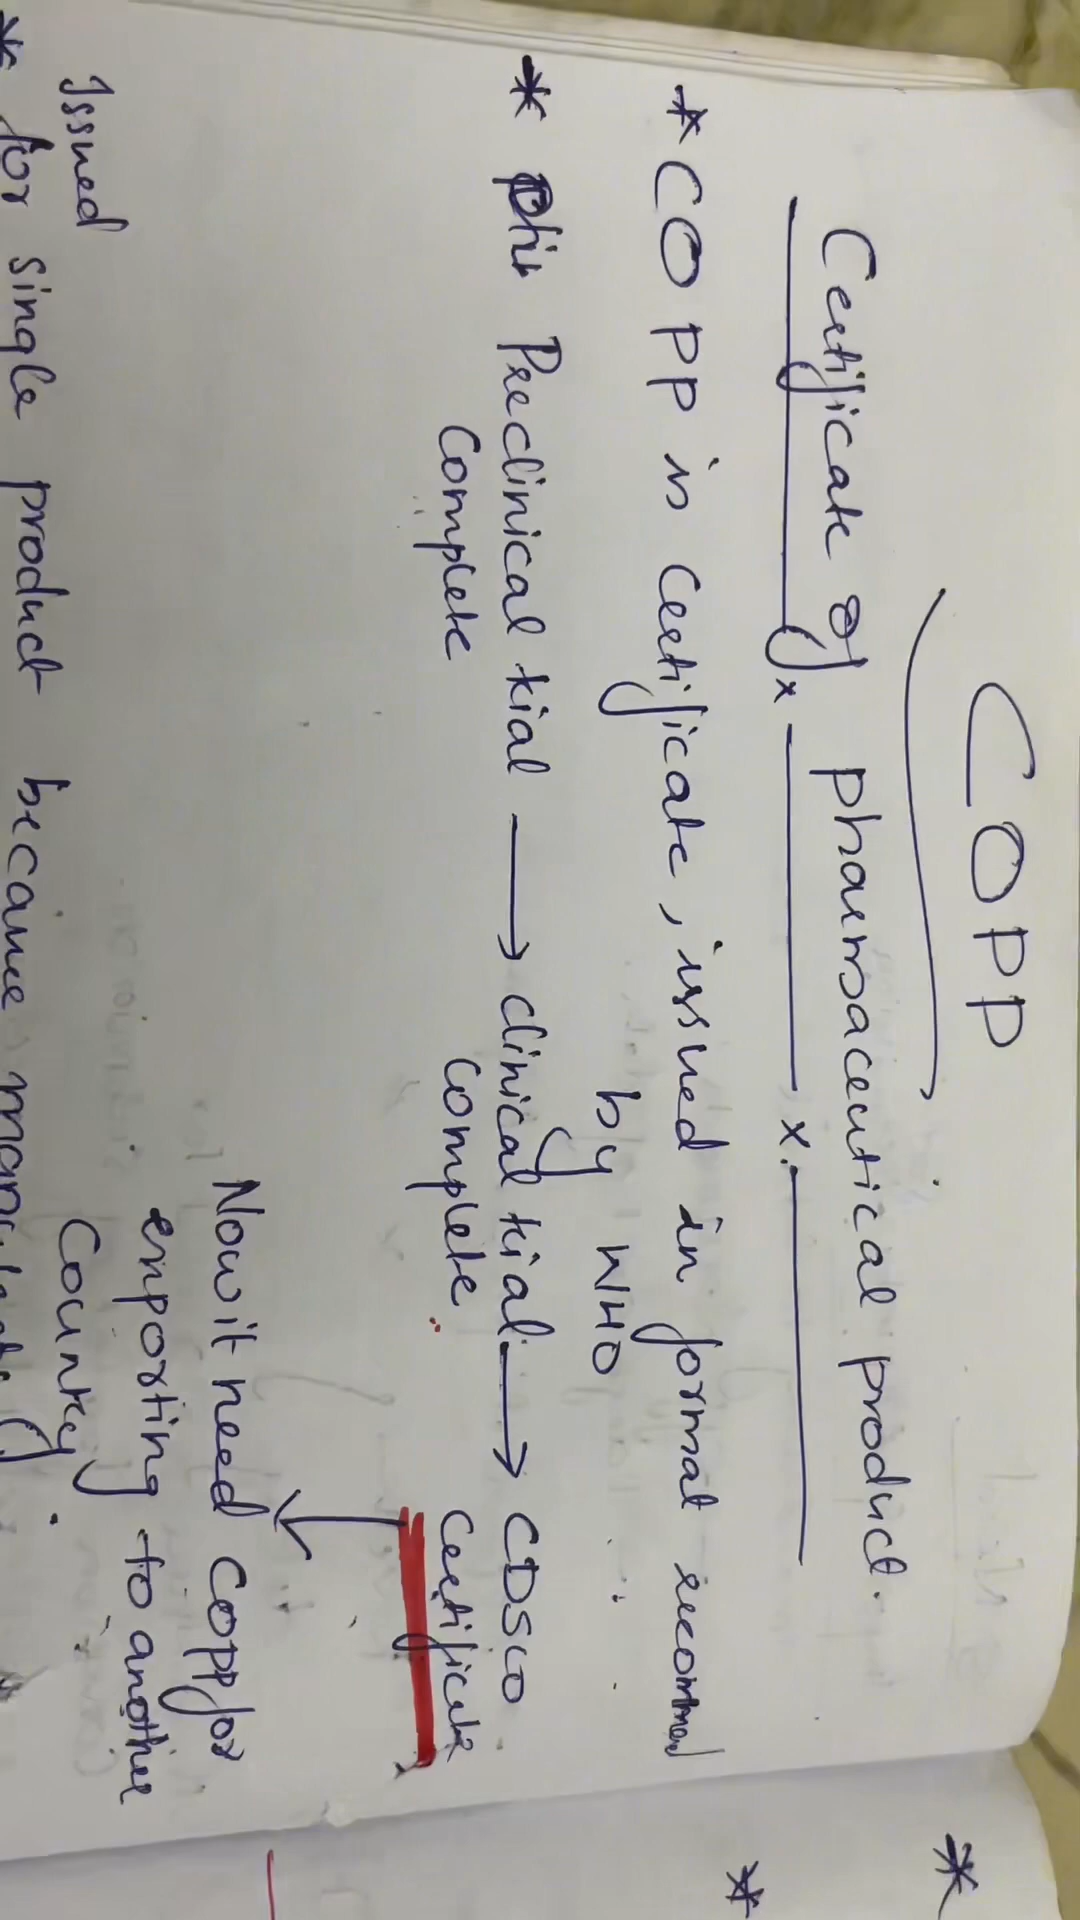 COPP
Certificate of pharmaceutical product.
x x
* COPP is certificate, issued in format recommend
by WHO
* Preclinical trial → clinical trial → CDSCO
Complete Complete Certificate
Now it need COPP for
exporting to another
Country.
Issued
* for single product because
*
*